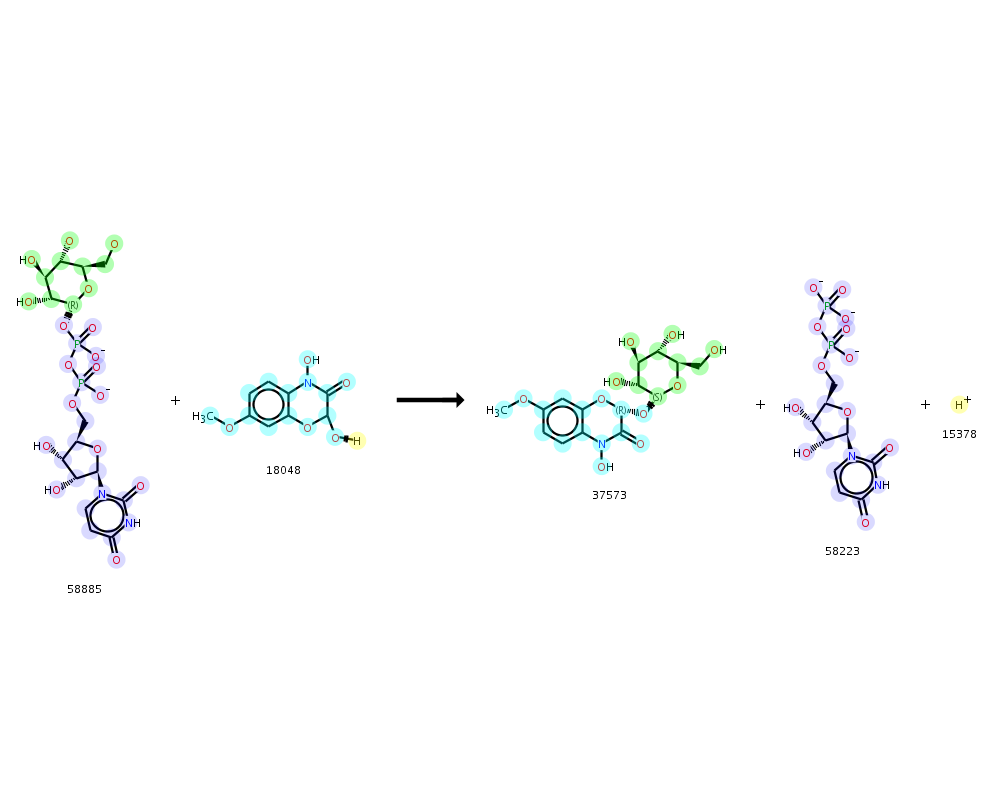 O O
HO O
HO (R)
O O
P
O O⁻
O
P O⁻
O
HO O
HO
N O
NH
O
58885
+
OH
N O
H₃C
O O
O H
18048
HO OH
OH
HO O
(S)
H₃C O O (R) O
N O
OH
37573
+
O⁻ O
P
O O⁻
O
P O⁻
O
HO O
HO
N O
NH
O
58223
+
H⁺
15378